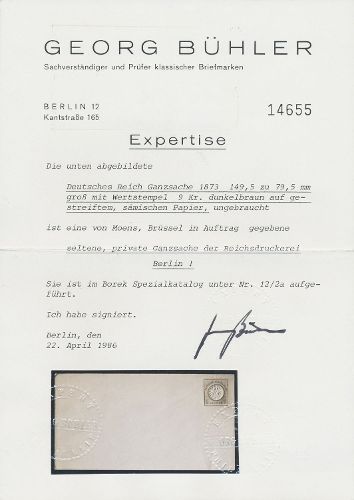 GEORG BÜHLER
Sachverständiger und Prüfer klassischer Briefmarken
BERLIN 12
Kantstraße 165
14655
Expertise
Die unten abgebildete
Deutsches Reich Ganzsache 1873 149,5 zu 79,5 mm
groß mit Wertstempel 9 Kr. dunkelbraun auf ge-
streiftem, sämischen Papier, ungebraucht
ist eine von Moens, Brüssel in Auftrag gegebene
seltene, private Ganzsache der Reichsdruckerei
Berlin !
Sie ist im Borek Spezialkatalog unter Nr. 12/2a aufge-
führt.
Ich habe signiert.
Berlin, den
22. April 1986